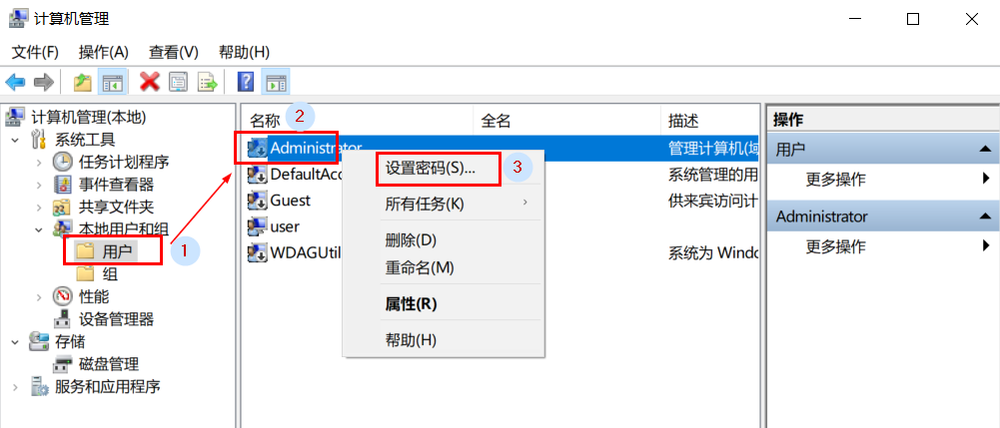 计算机管理
文件(F) 操作(A) 查看(V) 帮助(H)
计算机管理(本地)
系统工具
任务计划程序
事件查看器
共享文件夹
本地用户和组
用户
1
组
性能
设备管理器
存储
磁盘管理
服务和应用程序
名称 2 全名 描述
Administrator 管理计算机(域
DefaultAcc 系统管理的用
Guest 供来宾访问计
user
WDAGUtil 系统为 Windo
设置密码(S)... 3
所有任务(K)
删除(D)
重命名(M)
属性(R)
帮助(H)
操作
用户
更多操作
Administrator
更多操作